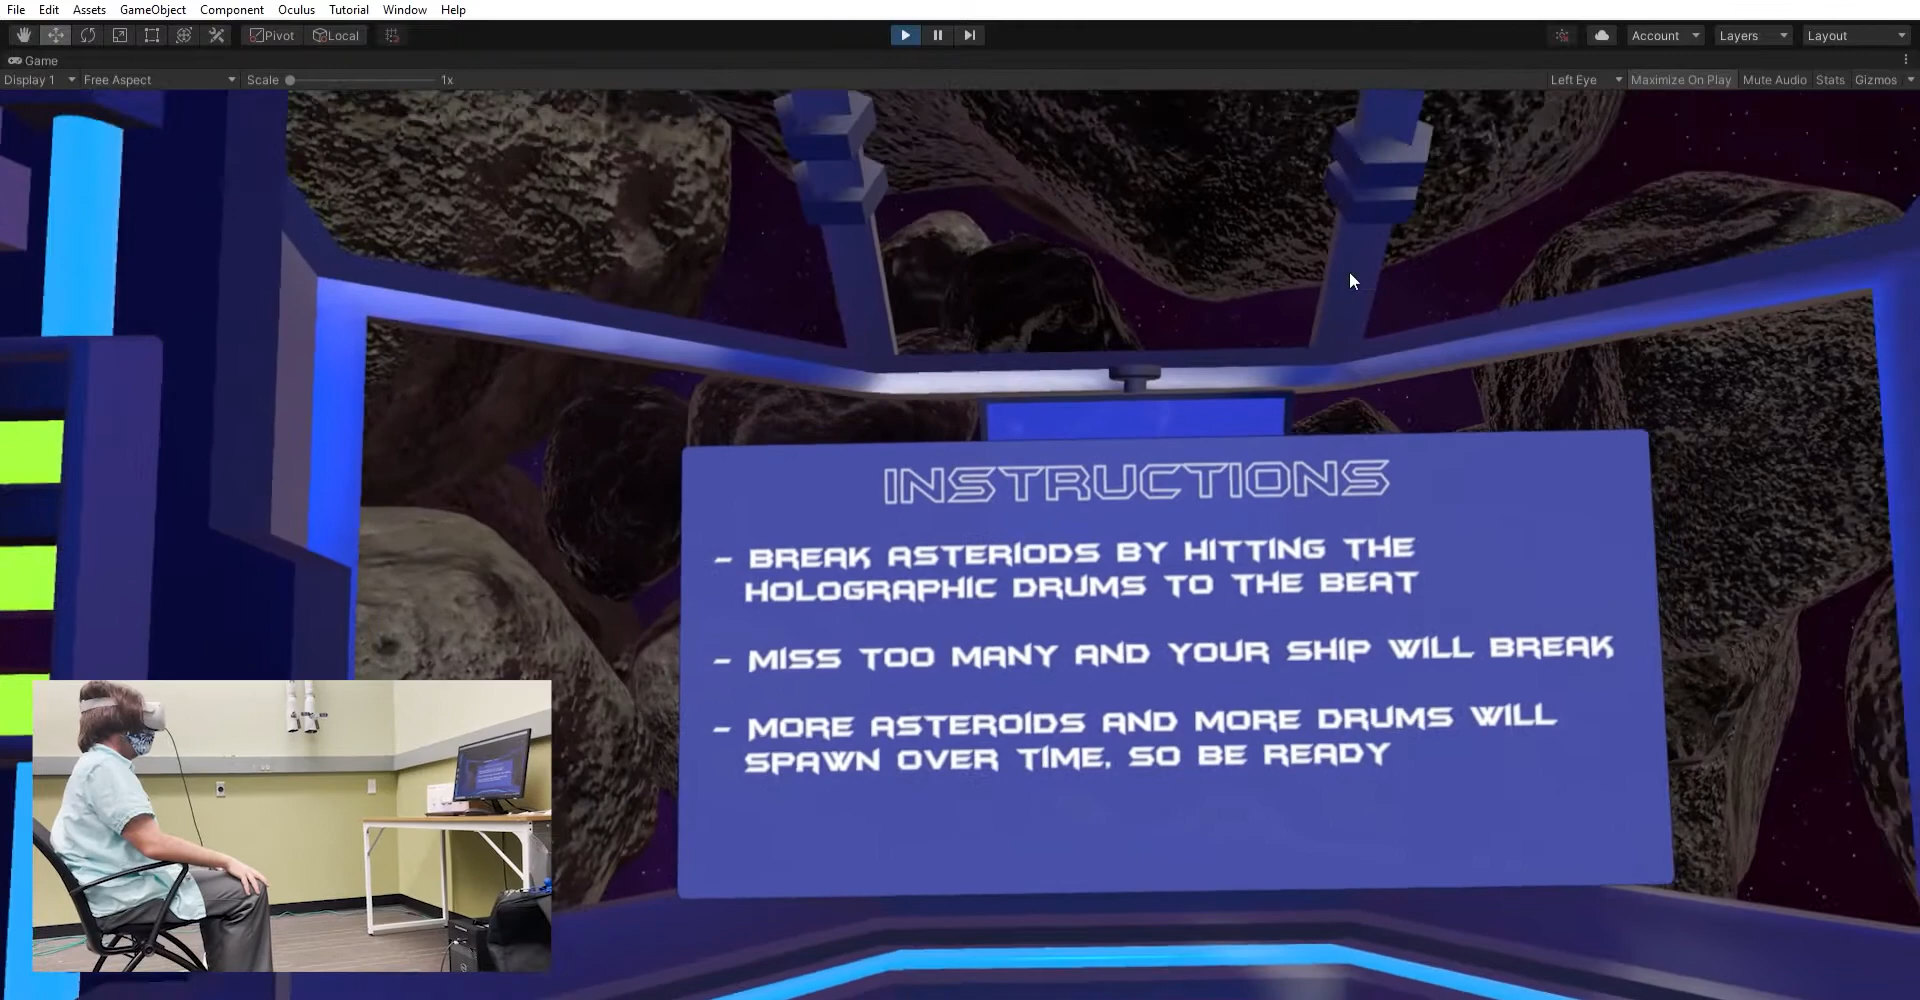 File Edit Assets GameObject Component Oculus Tutorial Window Help
Pivot Local Account Layers Layout
Game
Display 1 Free Aspect Scale 1x Left Eye Maximize On Play Mute Audio Stats Gizmos
INSTRUCTIONS
- BREAK ASTERIODS BY HITTING THE
HOLOGRAPHIC DRUMS TO THE BEAT
- MISS TOO MANY AND YOUR SHIP WILL BREAK
- MORE ASTEROIDS AND MORE DRUMS WILL
SPAWN OVER TIME, SO BE READY